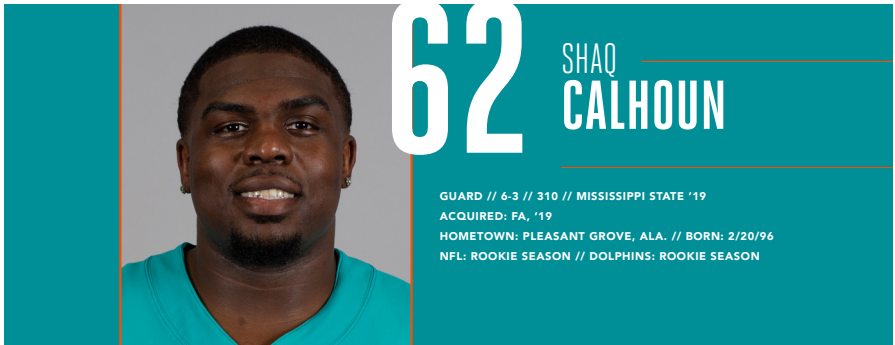 62
SHAQ
CALHOUN
GUARD // 6-3 // 310 // MISSISSIPPI STATE ’19
ACQUIRED: FA, ’19
HOMETOWN: PLEASANT GROVE, ALA. // BORN: 2/20/96
NFL: ROOKIE SEASON // DOLPHINS: ROOKIE SEASON